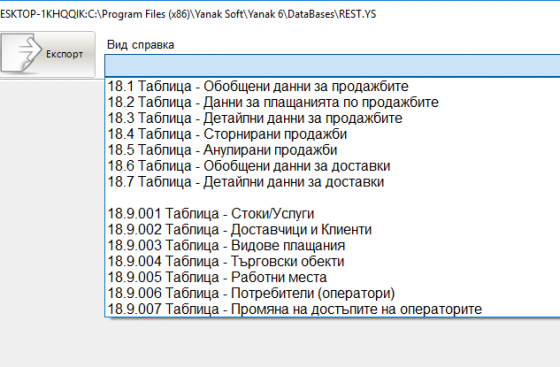 ESKTOP-1KHQQIK:C:\Program Files (x86)\Yanak Soft\Yanak 6\DataBases\REST.YS
Експорт
Вид справка
18.1 Таблица - Обобщени данни за продажбите
18.2 Таблица - Данни за плащанията по продажбите
18.3 Таблица - Детайлни данни за продажбите
18.4 Таблица - Сторнирани продажби
18.5 Таблица - Анулирани продажби
18.6 Таблица - Обобщени данни за доставки
18.7 Таблица - Детайлни данни за доставки
18.9.001 Таблица - Стоки/Услуги
18.9.002 Таблица - Доставчици и Клиенти
18.9.003 Таблица - Видове плащания
18.9.004 Таблица - Търговски обекти
18.9.005 Таблица - Работни места
18.9.006 Таблица - Потребители (оператори)
18.9.007 Таблица - Промяна на достъпите на операторите